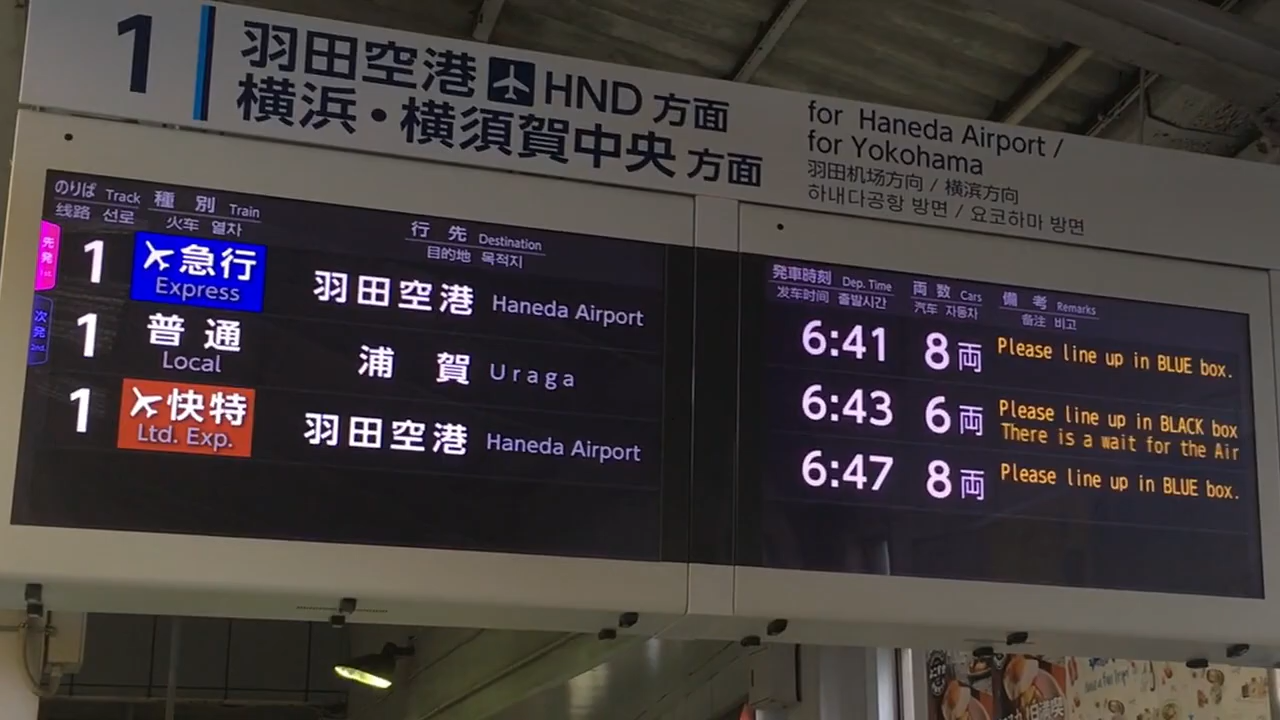 1
羽田空港 HND 方面
横浜・横須賀中央 方面
for Haneda Airport /
for Yokohama
羽田机场方向 / 横滨方向
하네다공항 방면 / 요코하마 방면
のりば Track 種別 Train 行先 Destination
线路 선로 火车 열차 目的地 목적지
発車時刻 Dep. Time 両数 Cars 備考 Remarks
发车时间 출발시간 汽车 自动차 备注 비고
先発 1st 1 急行 Express 羽田空港 Haneda Airport 6:41 8両 Please line up in BLUE box.
次発 2nd 1 普通 Local 浦賀 Uraga 6:43 6両 Please line up in BLACK box
There is a wait for the Air
1 快特 Ltd. Exp. 羽田空港 Haneda Airport 6:47 8両 Please line up in BLUE box.